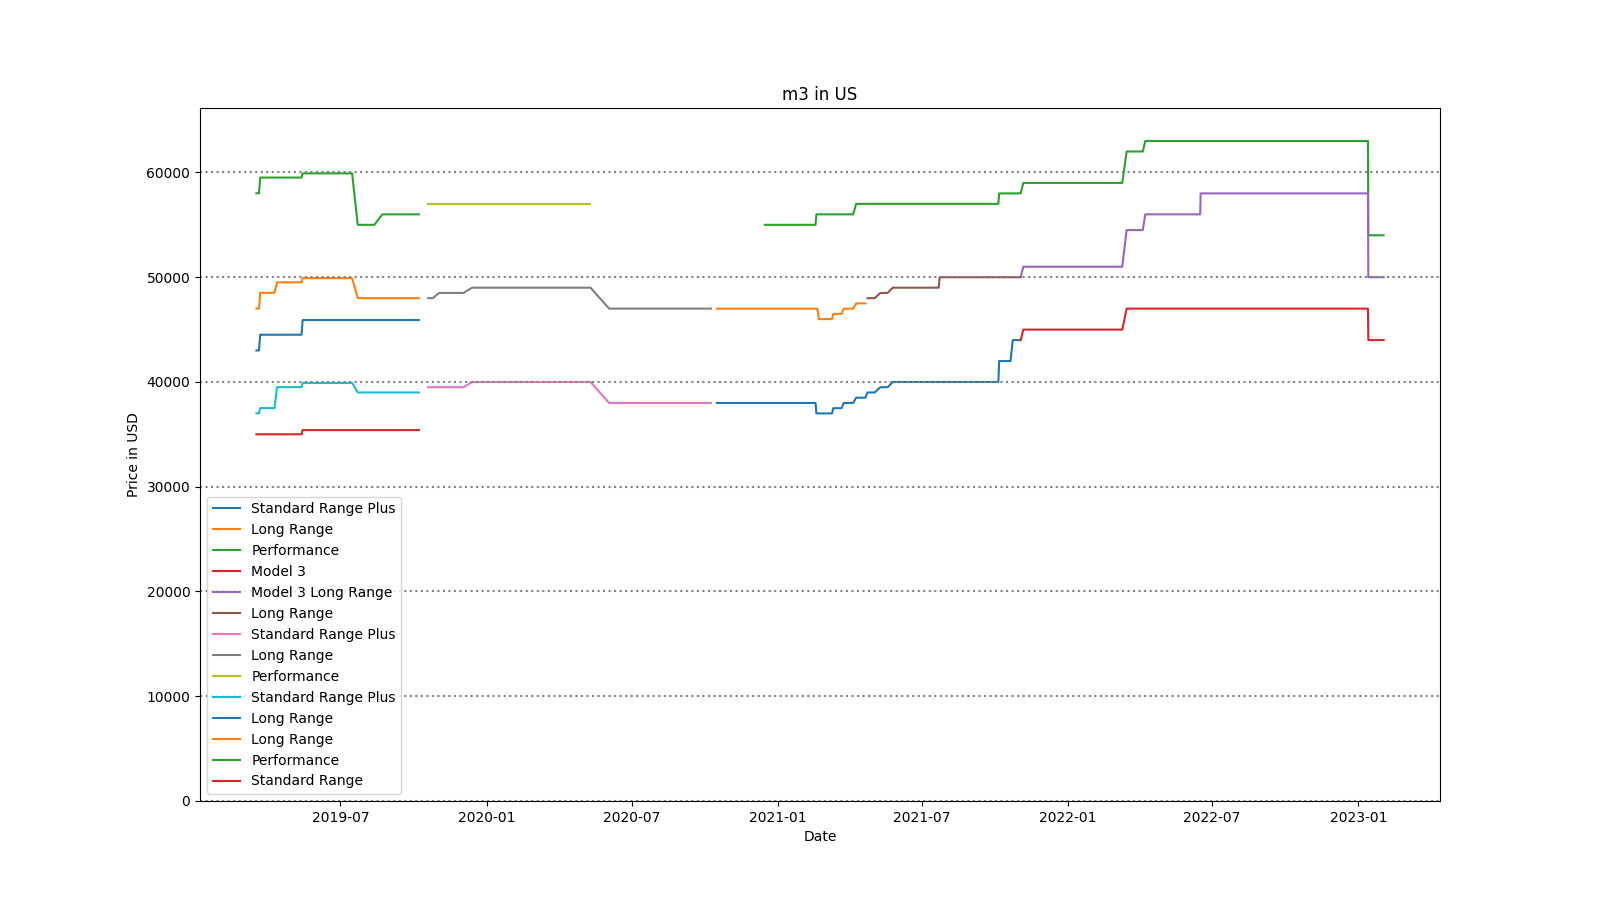 m3 in US
60000
50000
40000
30000
20000
10000
0
Price in USD
Standard Range Plus
Long Range
Performance
Model 3
Model 3 Long Range
Long Range
Standard Range Plus
Long Range
Performance
Standard Range Plus
Long Range
Long Range
Performance
Standard Range
2019-07 2020-01 2020-07 2021-01 2021-07 2022-01 2022-07 2023-01
Date